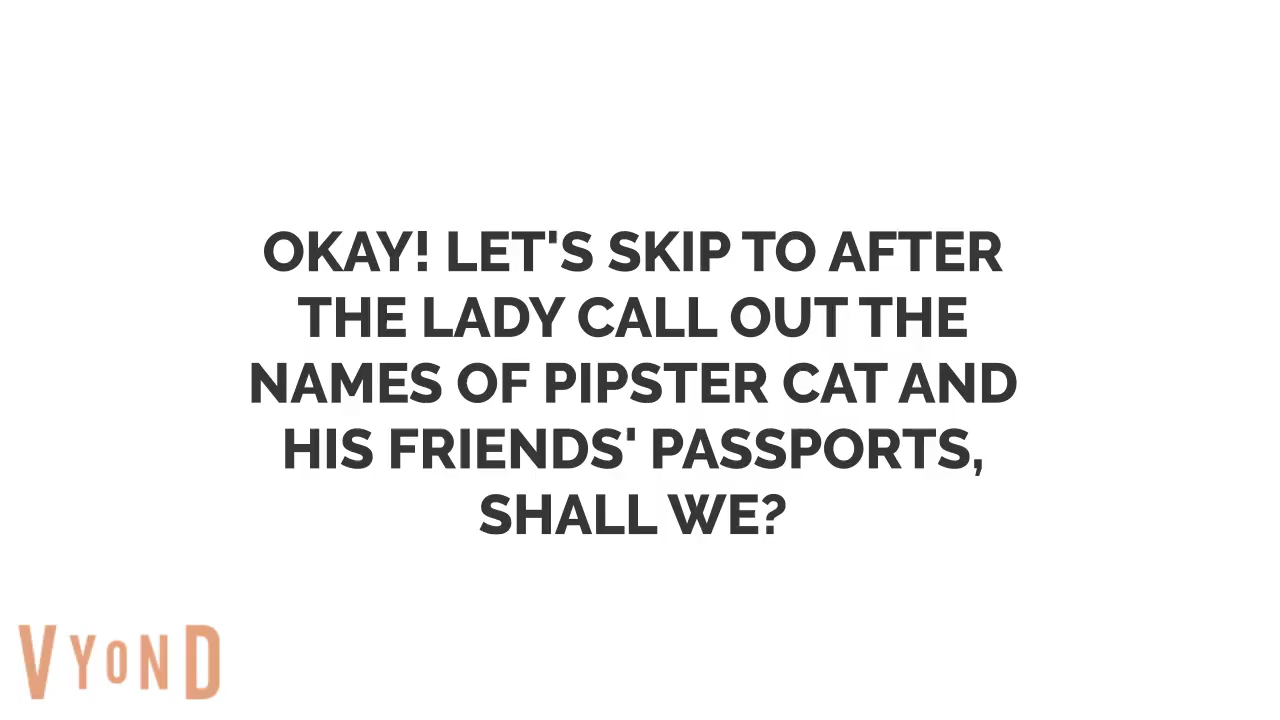 OKAY! LET'S SKIP TO AFTER
THE LADY CALL OUT THE
NAMES OF PIPSTER CAT AND
HIS FRIENDS' PASSPORTS,
SHALL WE?
VYOND